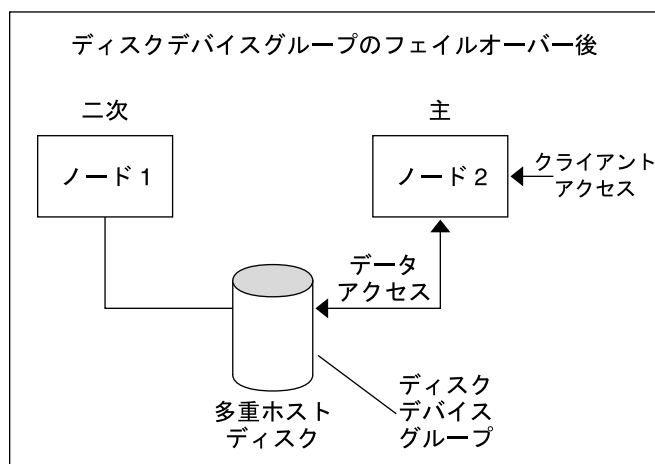 ディスクデバイスグループのフェイルオーバー後
二次
主
ノード 1
ノード 2
クライアント
アクセス
データ
アクセス
多重ホスト
ディスク
ディスク
デバイス
グループ